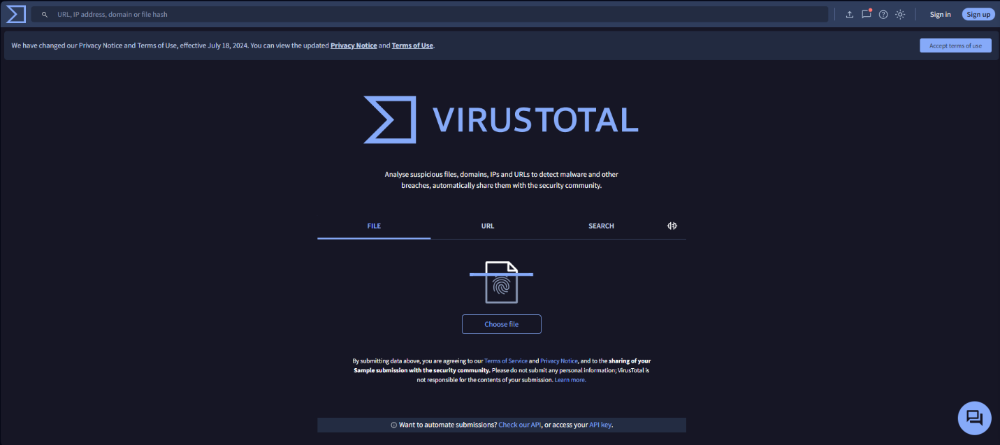 URL, IP address, domain or file hash
Sign in
Sign up
We have changed our Privacy Notice and Terms of Use, effective July 18, 2024. You can view the updated Privacy Notice and Terms of Use.
Accept terms of use
VIRUSTOTAL
Analyse suspicious files, domains, IPs and URLs to detect malware and other
breaches, automatically share them with the security community.
FILE
URL
SEARCH
Choose file
By submitting data above, you are agreeing to our Terms of Service and Privacy Notice, and to the sharing of your
Sample submission with the security community. Please do not submit any personal information; VirusTotal is
not responsible for the contents of your submission. Learn more.
Want to automate submissions? Check our API, or access your API key.